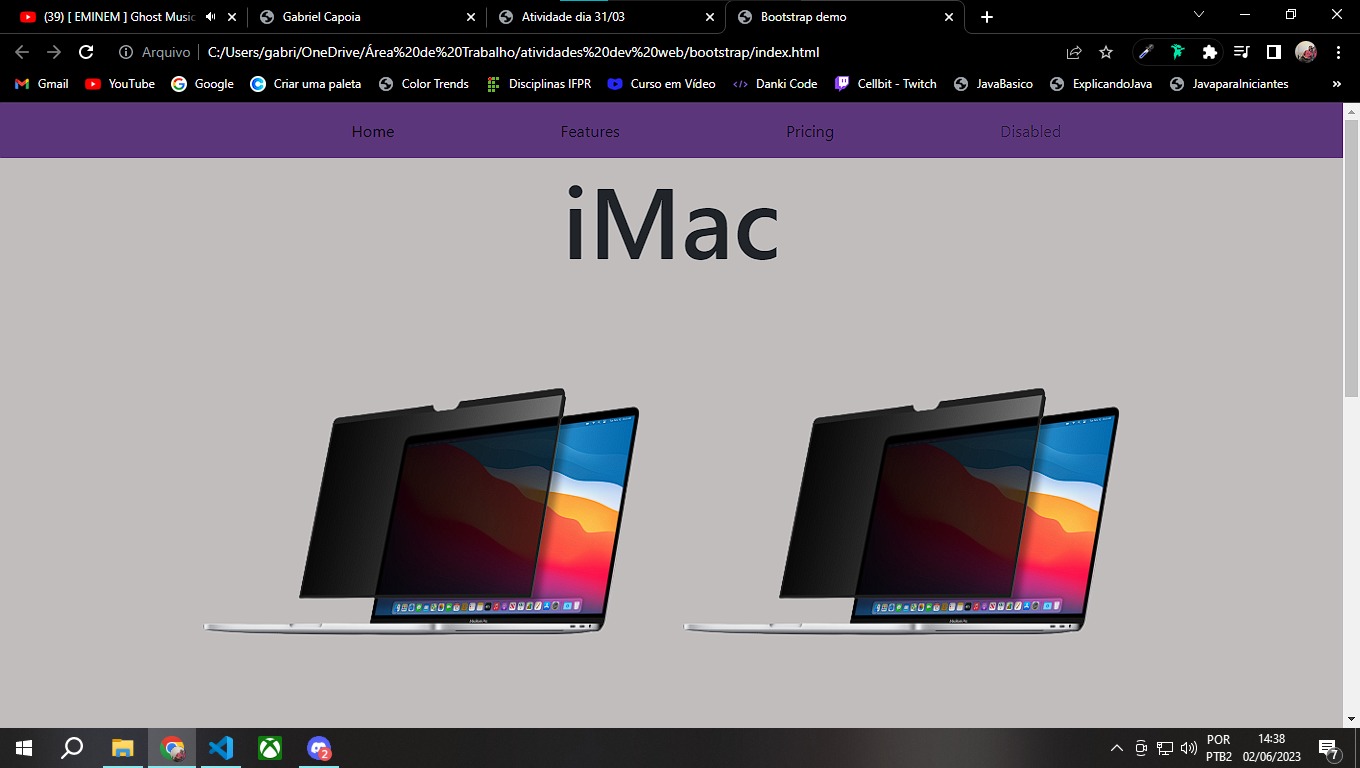 (39) [ EMINEM ] Ghost Music
Gabriel Capoia
Atividade dia 31/03
Bootstrap demo
Arquivo
C:/Users/gabri/OneDrive/Área%20de%20Trabalho/atividades%20dev%20web/bootstrap/index.html
Gmail
YouTube
Google
Criar uma paleta
Color Trends
Disciplinas IFPR
Curso em Vídeo
Danki Code
Cellbit - Twitch
JavaBasico
ExplicandoJava
JavaparaIniciantes
»
Home
Features
Pricing
Disabled
iMac
2
POR
PTB2
14:38
02/06/2023
7